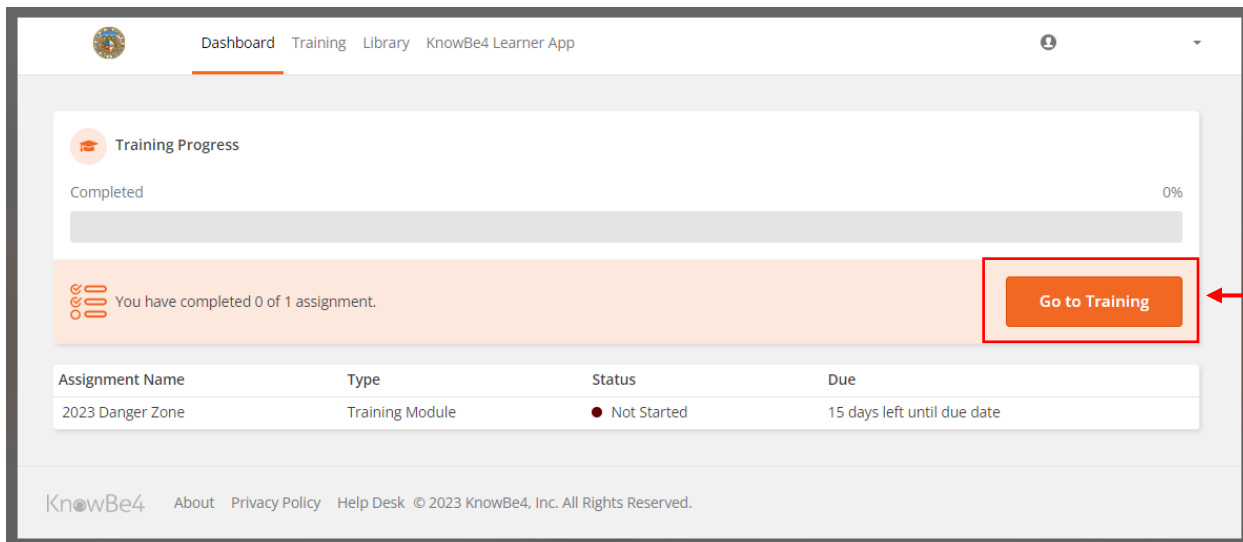 Dashboard Training Library KnowBe4 Learner App
Training Progress
Completed 0%
You have completed 0 of 1 assignment.
Go to Training
Assignment Name Type Status Due
2023 Danger Zone Training Module Not Started 15 days left until due date
KnowBe4 About Privacy Policy Help Desk © 2023 KnowBe4, Inc. All Rights Reserved.